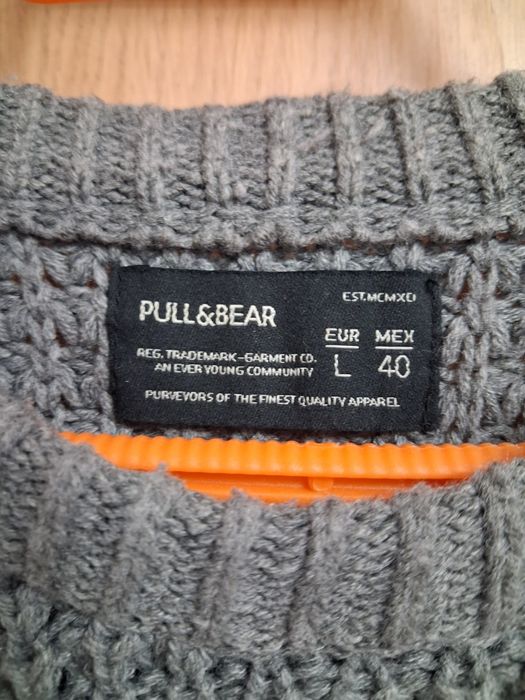 EST.MCMXCI
PULL&BEAR
EUR MEX
L 40
REG. TRADEMARK-GARMENT CO.
AN EVER YOUNG COMMUNITY
PURVEYORS OF THE FINEST QUALITY APPAREL